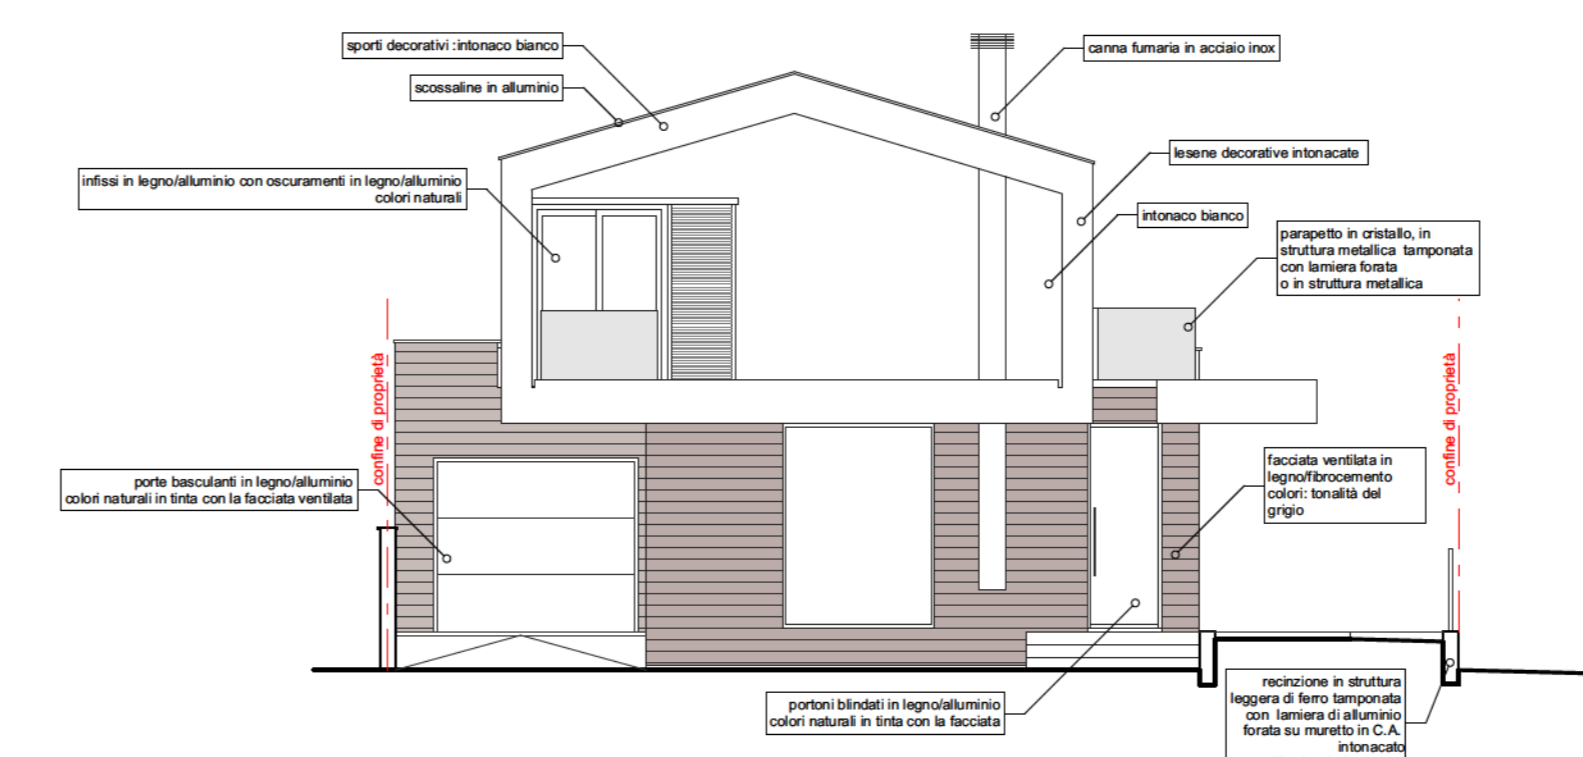 sporti decorativi :intonaco bianco
canna fumaria in acciaio inox
scossaline in alluminio
lesene decorative intonacate
infissi in legno/alluminio con oscuramenti in legno/alluminio
colori naturali
intonaco bianco
parapetto in cristallo, in
struttura metallica tamponata
con lamiera forata
o in struttura metallica
confine di proprietà
confine di proprietà
porte basculanti in legno/alluminio
colori naturali in tinta con la facciata ventilata
facciata ventilata in
legno/fibrocemento
colori: tonalità del
grigio
portoni blindati in legno/alluminio
colori naturali in tinta con la facciata
recinzione in struttura
leggera di ferro tamponata
con lamiera di alluminio
forata su muretto in C.A.
intonacato